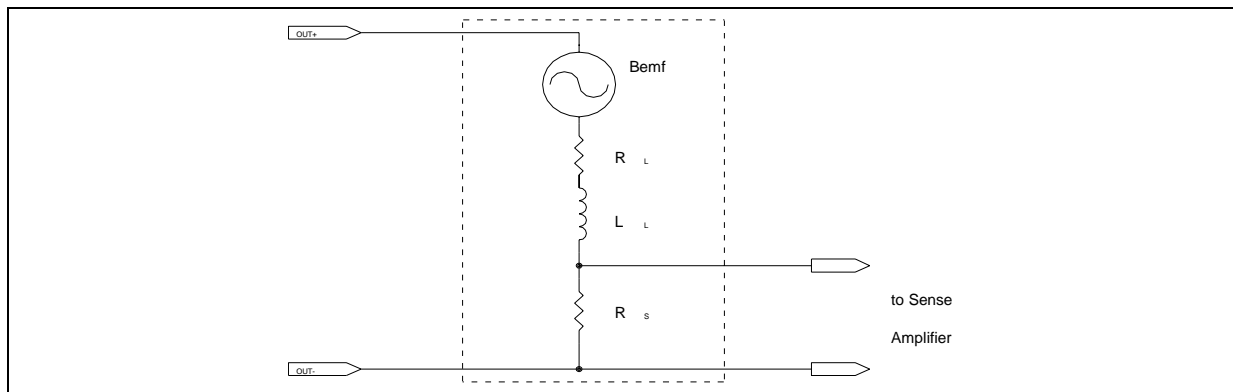 OUT+
Bemf
R L
L L
R S
to Sense
Amplifier
OUT-